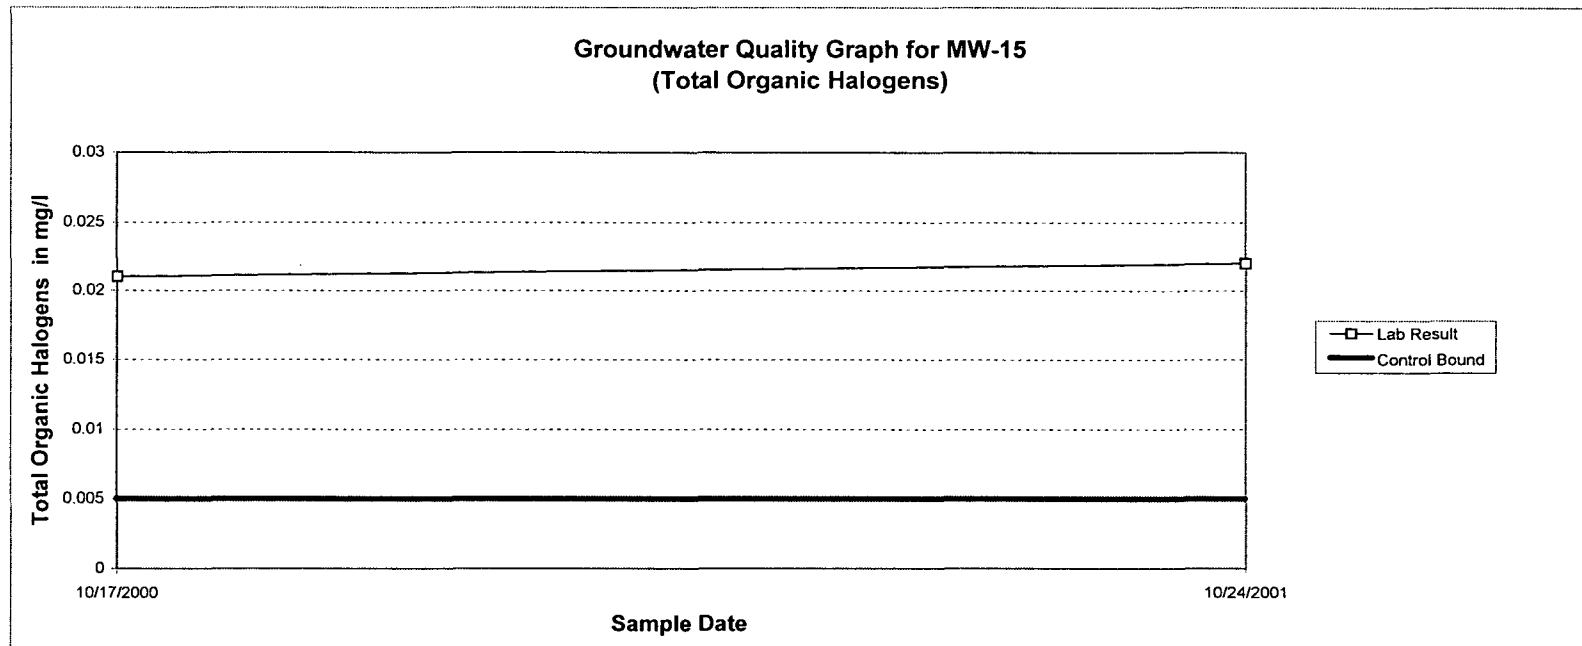 Groundwater Quality Graph for MW-15
(Total Organic Halogens)
Total Organic Halogens in mg/l
0.03
0.025
0.02
0.015
0.01
0.005
0
10/17/2000
10/24/2001
Sample Date
Lab Result
Control Bound